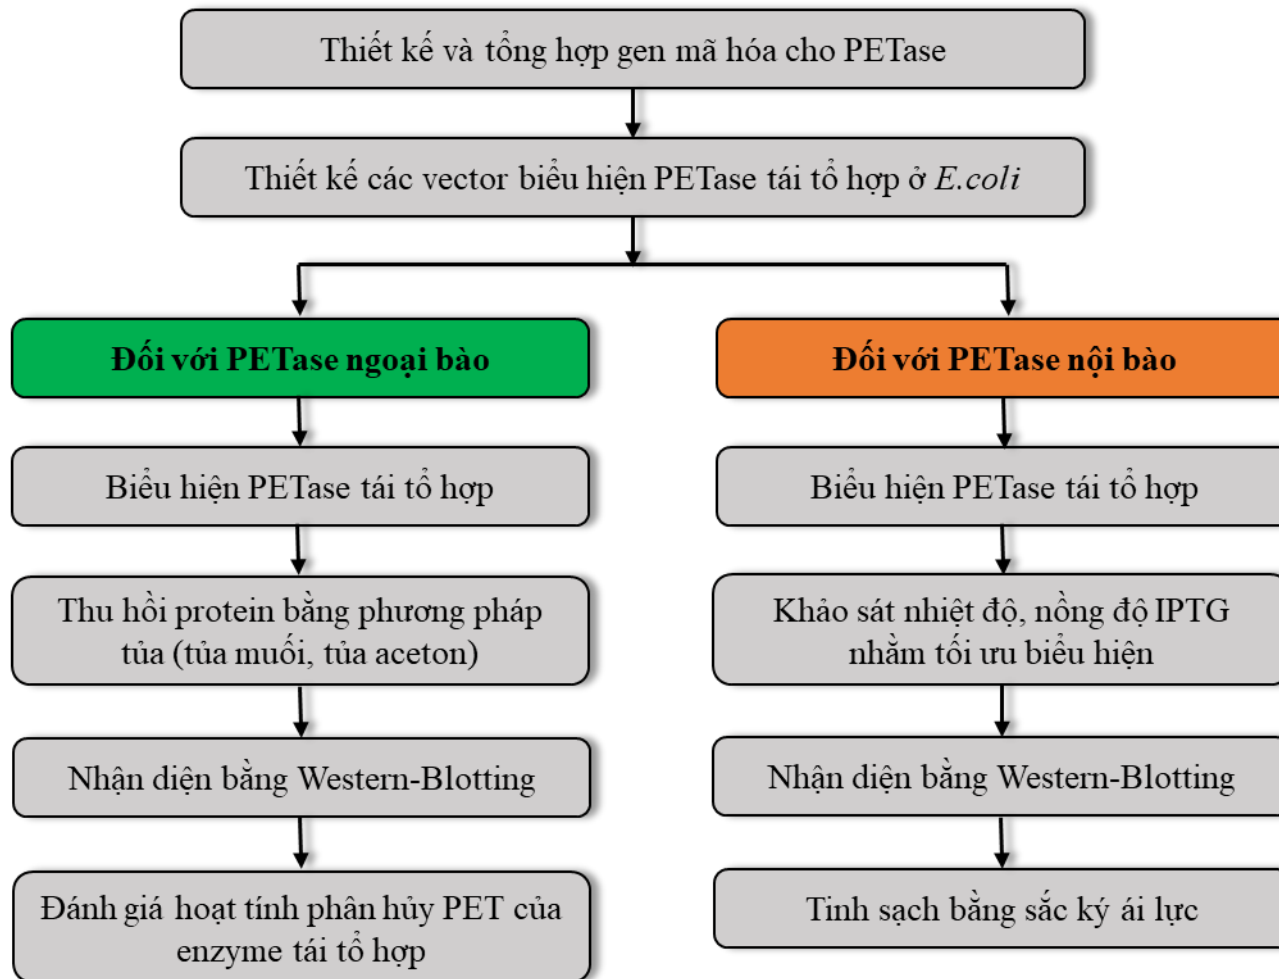 Thiết kế và tổng hợp gen mã hóa cho PETase
Thiết kế các vector biểu hiện PETase tái tổ hợp ở E.coli
Đối với PETase ngoại bào
Biểu hiện PETase tái tổ hợp
Thu hồi protein bằng phương pháp
tủa (tủa muối, tủa aceton)
Nhận diện bằng Western-Blotting
Đánh giá hoạt tính phân hủy PET của
enzyme tái tổ hợp
Đối với PETase nội bào
Biểu hiện PETase tái tổ hợp
Khảo sát nhiệt độ, nồng độ IPTG
nhằm tối ưu biểu hiện
Nhận diện bằng Western-Blotting
Tinh sạch bằng sắc ký ái lực